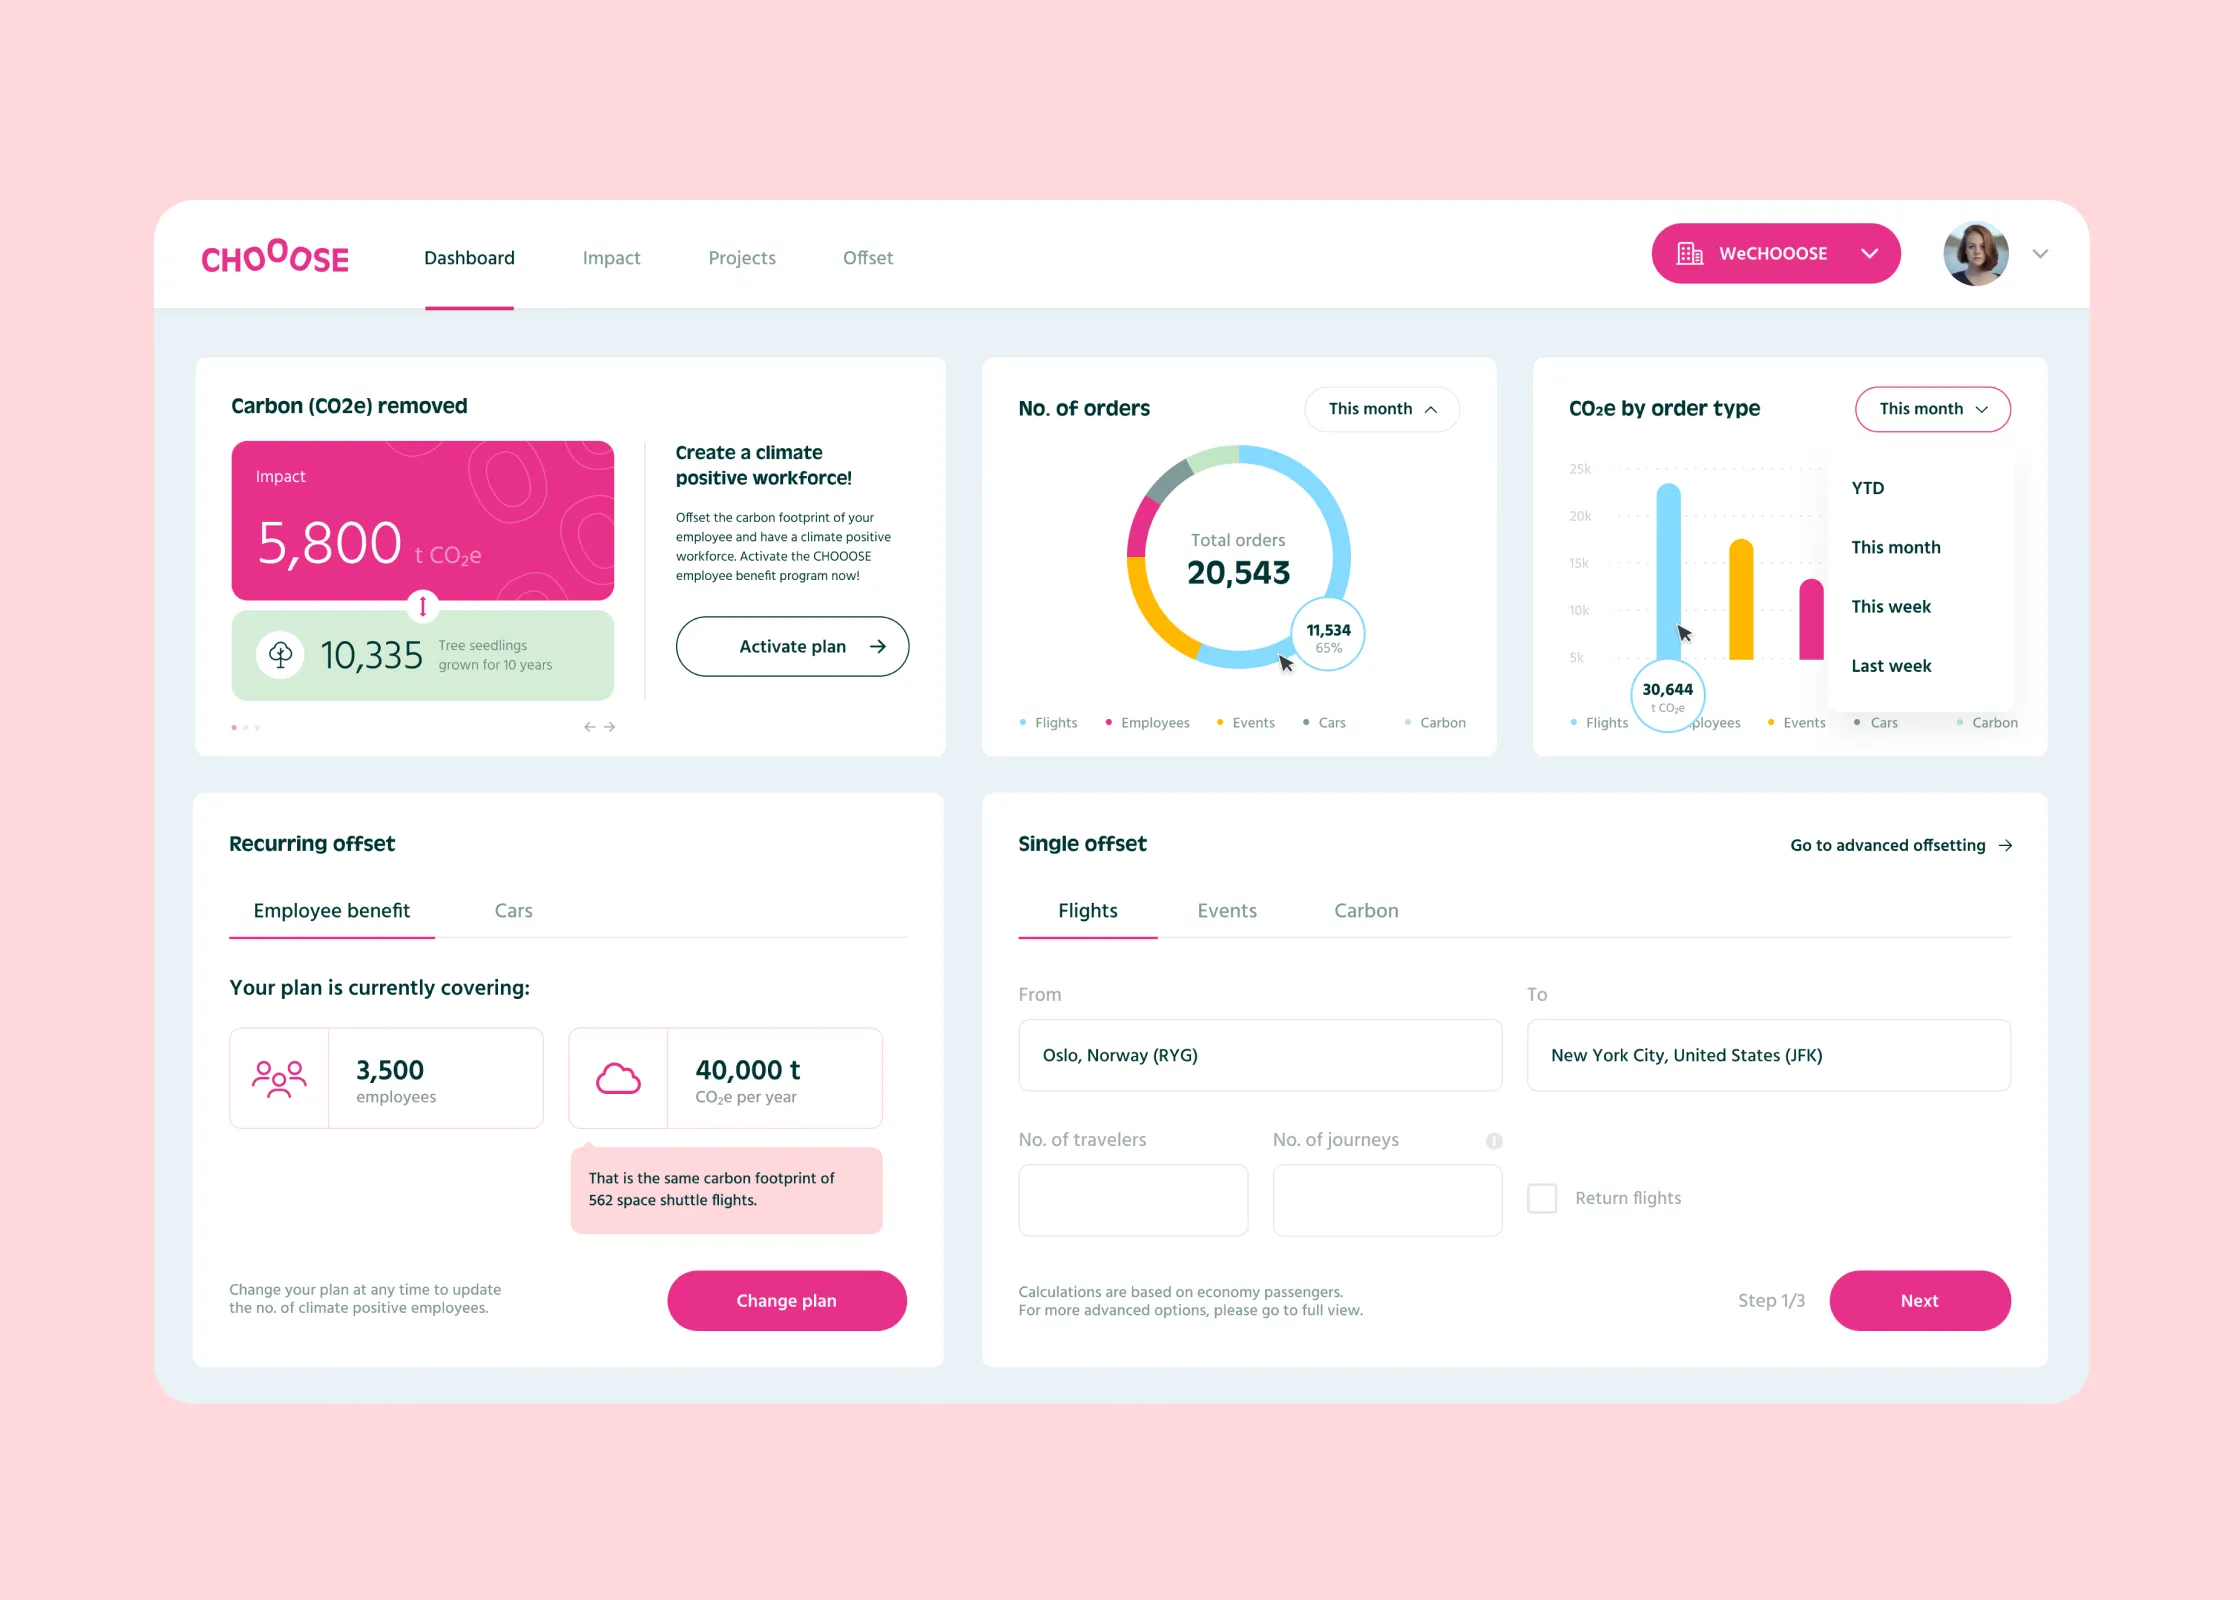 CHOOOSE
Dashboard
Impact
Projects
Offset
WeCHOOOSE
Carbon (CO2e) removed
Impact
5,800 t CO₂e
10,335
Tree seedlings
grown for 10 years
Create a climate
positive workforce!
Offset the carbon footprint of your
employee and have a climate positive
workforce. Activate the CHOOOSE
employee benefit program now!
Activate plan
No. of orders
This month
Total orders
20,543
11,534
65%
Flights
Employees
Events
Cars
Carbon
CO₂e by order type
This month
25k
20k
15k
10k
5k
YTD
This month
This week
Last week
30,644
t CO₂e
Flights
ployees
Events
Cars
Carbon
Recurring offset
Employee benefit
Cars
Your plan is currently covering:
3,500
employees
40,000 t
CO₂e per year
That is the same carbon footprint of
562 space shuttle flights.
Change your plan at any time to update
the no. of climate positive employees.
Change plan
Single offset
Go to advanced offsetting
Flights
Events
Carbon
From
To
Oslo, Norway (RYG)
New York City, United States (JFK)
No. of travelers
No. of journeys
i
Return flights
Calculations are based on economy passengers.
For more advanced options, please go to full view.
Step 1/3
Next